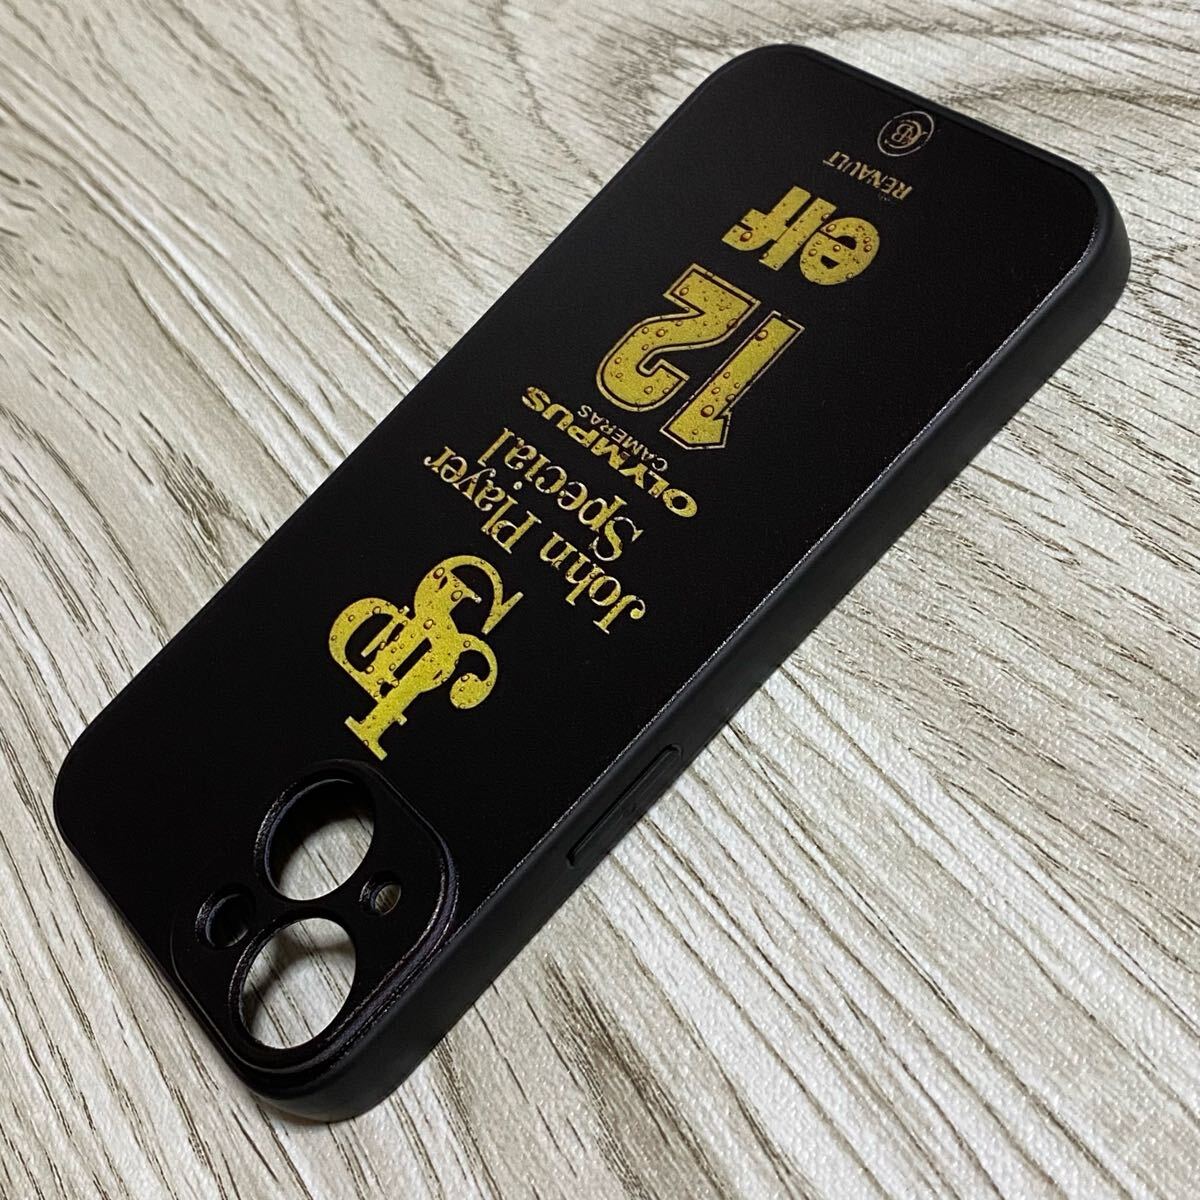 JPS
John Player
Special
OLYMPUS
CAMERAS
12
elf
RENAULT